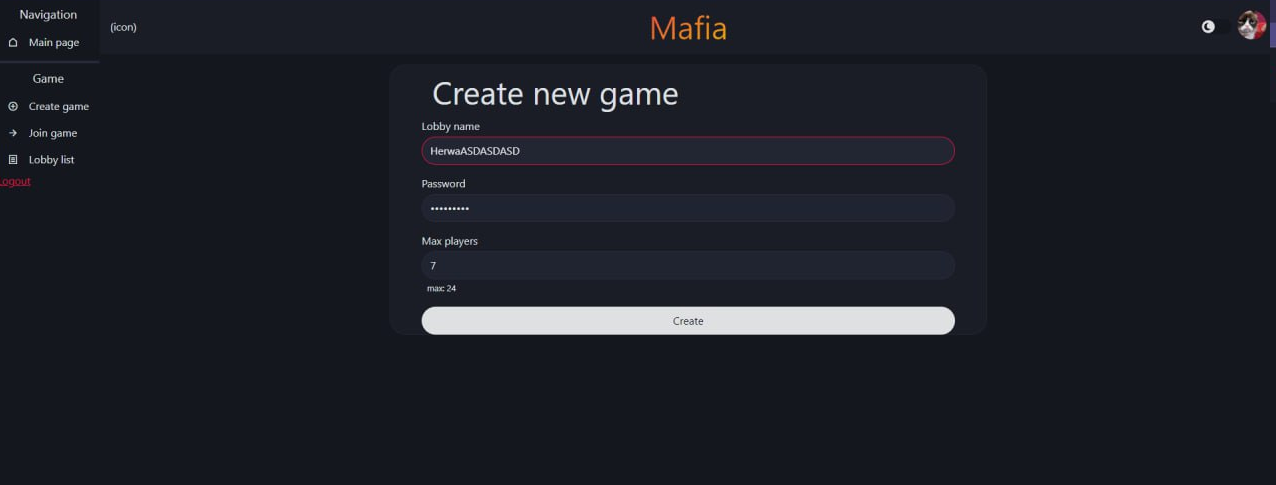 Navigation
Main page
Game
Create game
Join game
Lobby list
ogout
(icon)
Mafia
Create new game
Lobby name
HerwaASDASDASD
Password
•••••••••
Max players
7
max: 24
Create